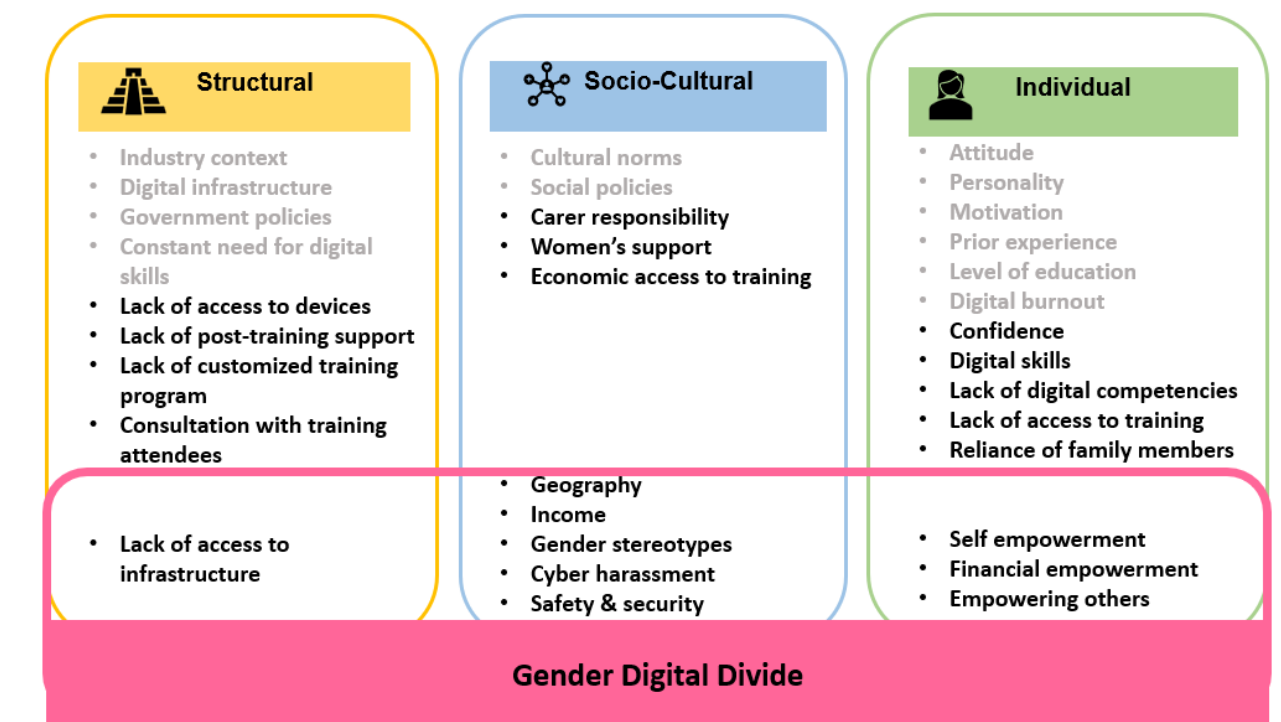 Structural
• Industry context
• Digital infrastructure
• Government policies
• Constant need for digital
skills
• Lack of access to devices
• Lack of post-training support
• Lack of customized training
program
• Consultation with training
attendees
• Lack of access to
infrastructure
Socio-Cultural
• Cultural norms
• Social policies
• Carer responsibility
• Women’s support
• Economic access to training
• Geography
• Income
• Gender stereotypes
• Cyber harassment
• Safety & security
Individual
• Attitude
• Personality
• Motivation
• Prior experience
• Level of education
• Digital burnout
• Confidence
• Digital skills
• Lack of digital competencies
• Lack of access to training
• Reliance of family members
• Self empowerment
• Financial empowerment
• Empowering others
Gender Digital Divide